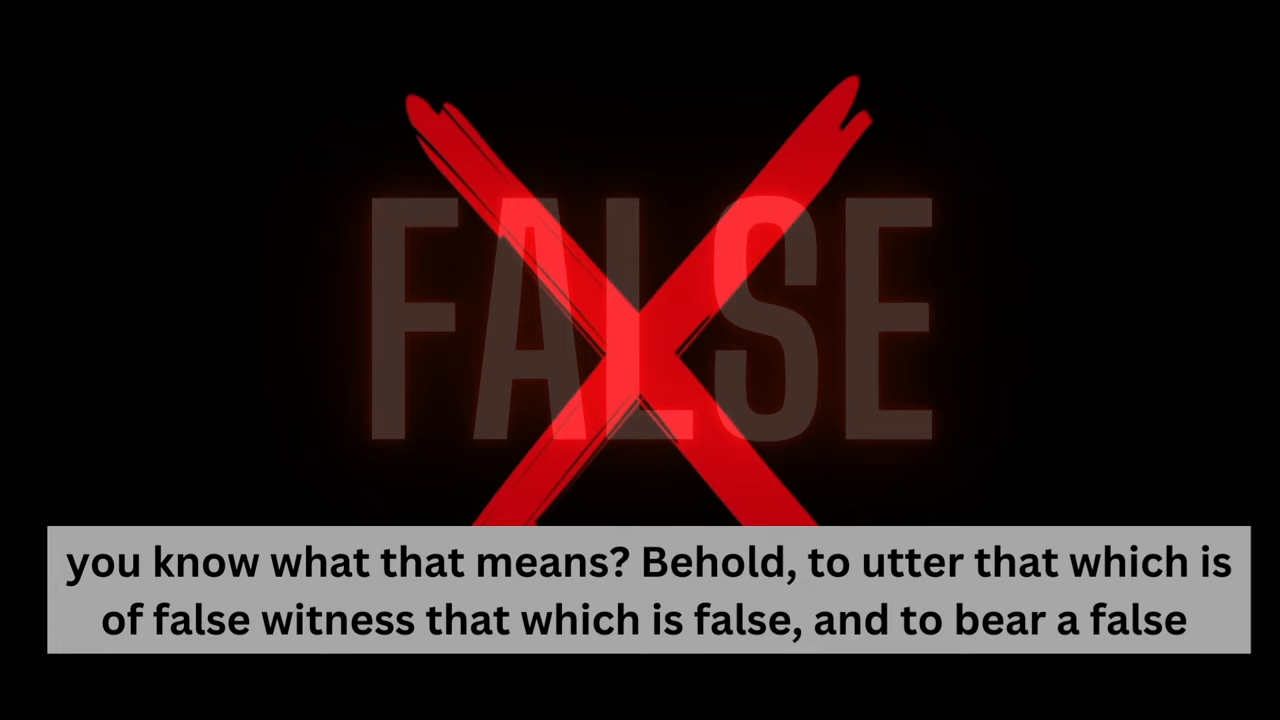 FALSE
you know what that means? Behold, to utter that which is
of false witness that which is false, and to bear a false